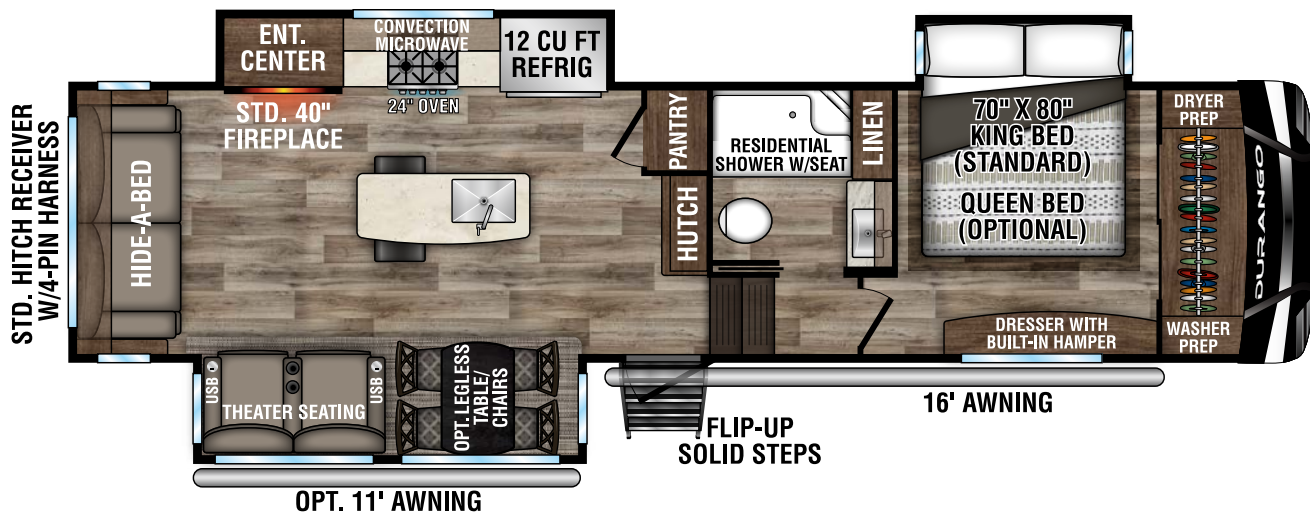 STD. HITCH RECEIVER
W/4-PIN HARNESS
HIDE-A-BED
ENT.
CENTER
STD. 40"
FIREPLACE
CONVECTION
MICROWAVE
24" OVEN
12 CU FT
REFRIG
PANTRY
HUTCH
RESIDENTIAL
SHOWER W/SEAT
LINEN
70" X 80"
KING BED
(STANDARD)
QUEEN BED
(OPTIONAL)
DRYER
PREP
WASHER
PREP
DURANGO
DRESSER WITH
BUILT-IN HAMPER
USB
THEATER SEATING
USB
OPT. LEGLESS
TABLE/
CHAIRS
16' AWNING
FLIP-UP
SOLID STEPS
OPT. 11' AWNING